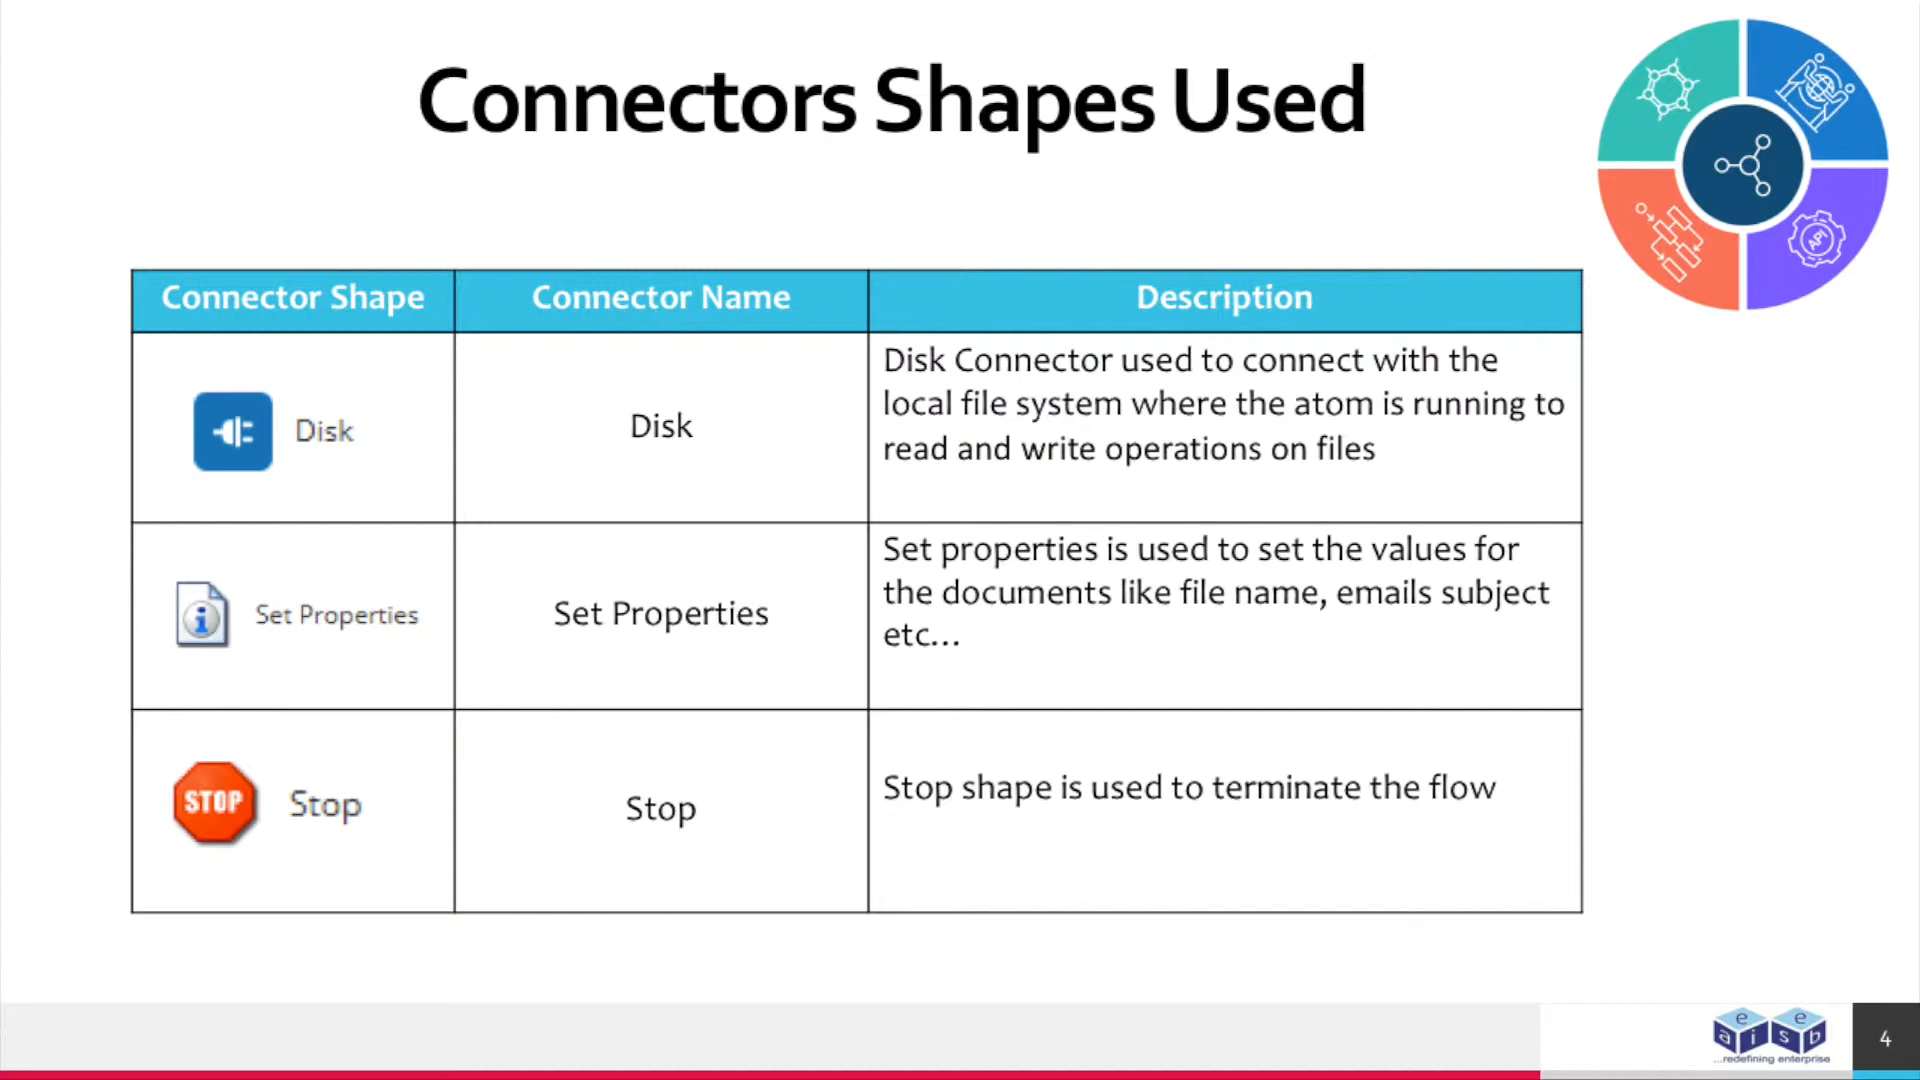 Connectors Shapes Used
API
Connector Shape
Connector Name
Description
Disk
Disk
Disk Connector used to connect with the
local file system where the atom is running to
read and write operations on files
Set Properties
Set Properties
Set properties is used to set the values for
the documents like file name, emails subject
etc...
STOP
Stop
Stop
Stop shape is used to terminate the flow
e e
a i s b
...redefining enterprise
4